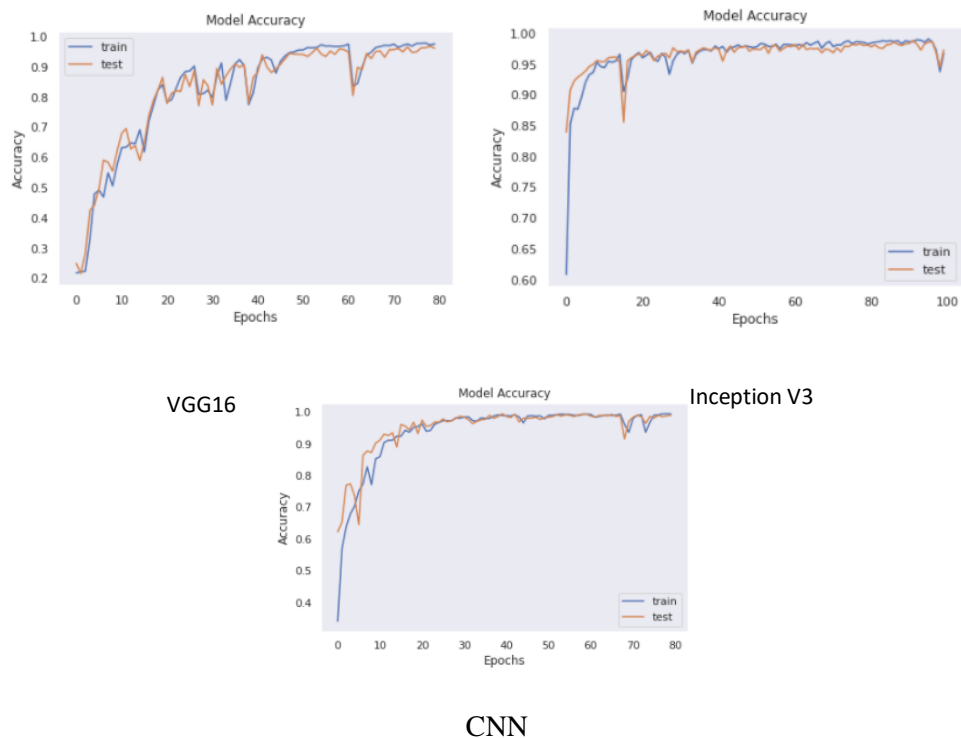 Model Accuracy
1.0
0.9
0.8
0.7
0.6
0.5
0.4
0.3
0.2
Accuracy
train
test
0 10 20 30 40 50 60 70 80
Epochs
Model Accuracy
1.00
0.95
0.90
0.85
0.80
0.75
0.70
0.65
0.60
Accuracy
train
test
0 20 40 60 80 100
Epochs
VGG16
Inception V3
Model Accuracy
1.0
0.9
0.8
0.7
0.6
0.5
0.4
Accuracy
train
test
0 10 20 30 40 50 60 70 80
Epochs
CNN